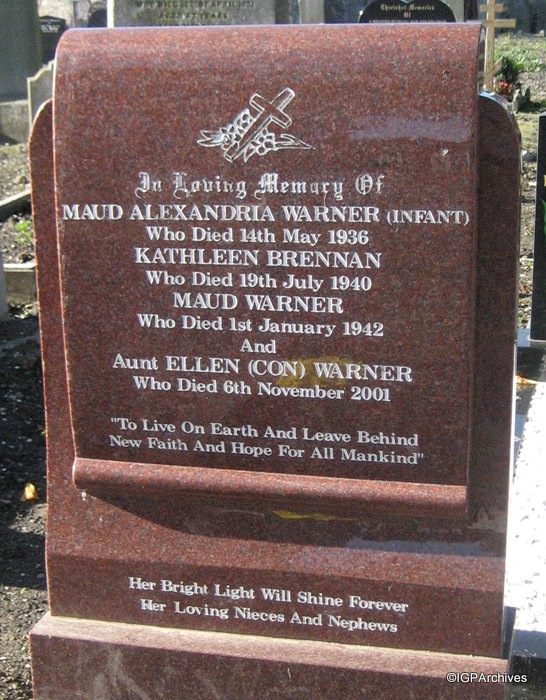 Cherished Memories
OF
In Loving Memory Of
MAUD ALEXANDRIA WARNER (INFANT)
Who Died 14th May 1936
KATHLEEN BRENNAN
Who Died 19th July 1940
MAUD WARNER
Who Died 1st January 1942
And
Aunt ELLEN (CON) WARNER
Who Died 6th November 2001
"To Live On Earth And Leave Behind
New Faith And Hope For All Mankind"
Her Bright Light Will Shine Forever
Her Loving Nieces And Nephews
©IGPArchives